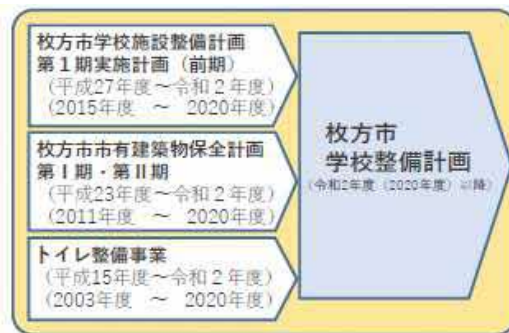 枚方市学校施設整備計画
第1期実施計画（前期）
（平成27年度～令和２年度）
（2015年度　～　2020年度）
枚方市市有建築物保全計画
第Ⅰ期・第Ⅱ期
（平成23年度～令和２年度）
（2011年度　～　2020年度）
トイレ整備事業
（平成15年度～令和２年度）
（2003年度　～　2020年度）
枚方市
学校整備計画
（令和2年度（2020年度）以降）